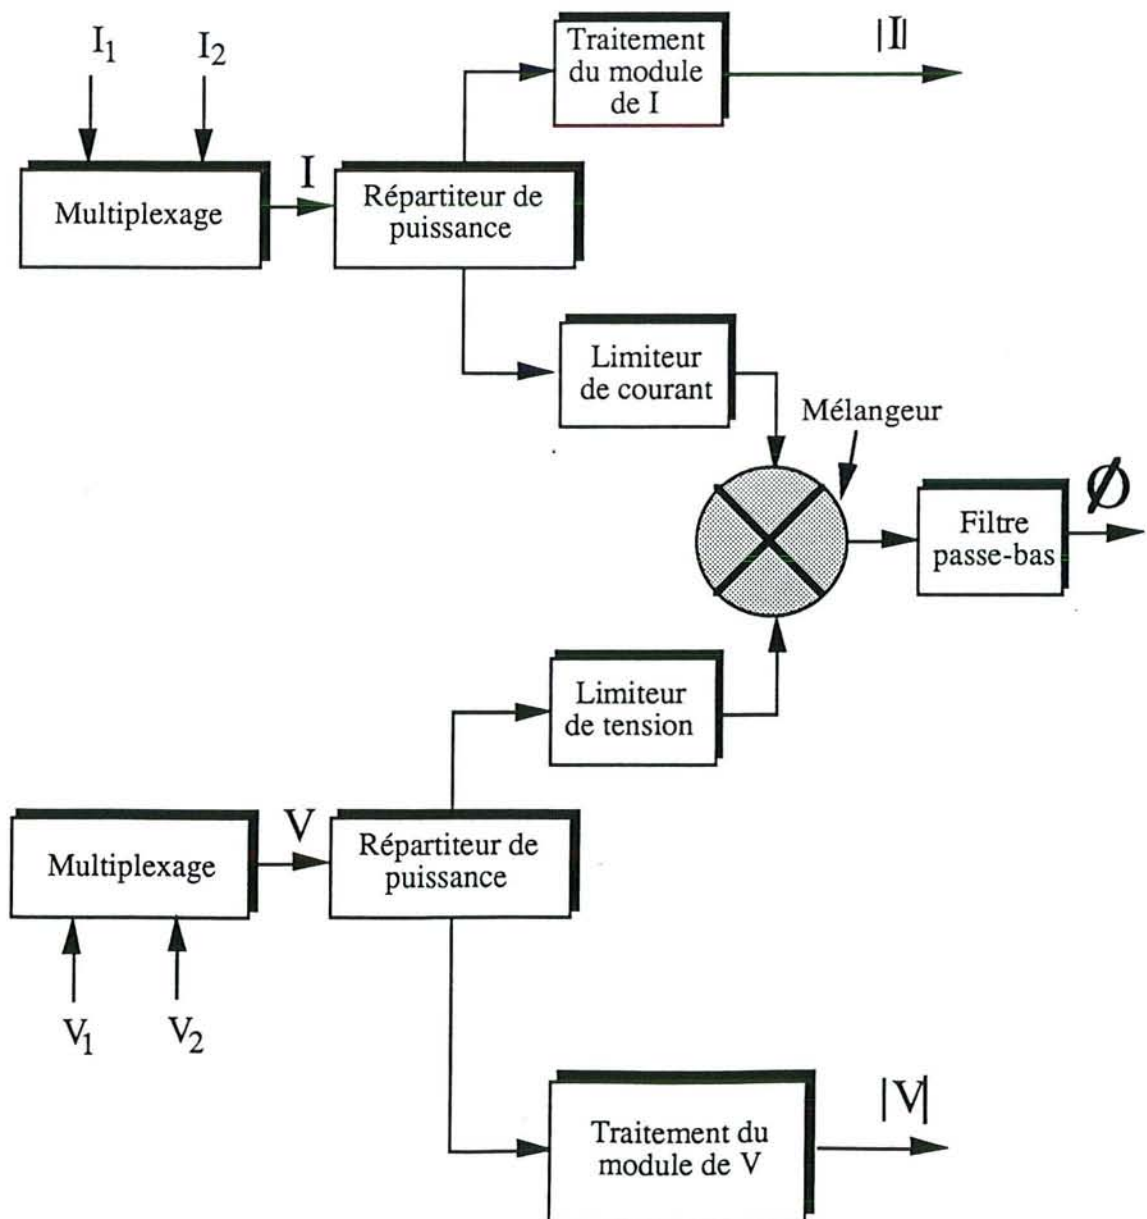 I1
I2
Traitement
du module
de I
|I|
Multiplexage
I
Répartiteur de
puissance
Limiteur
de courant
Mélangeur
Filtre
passe-bas
Ø
Limiteur
de tension
Multiplexage
V
Répartiteur de
puissance
V1
V2
Traitement du
module de V
|V|